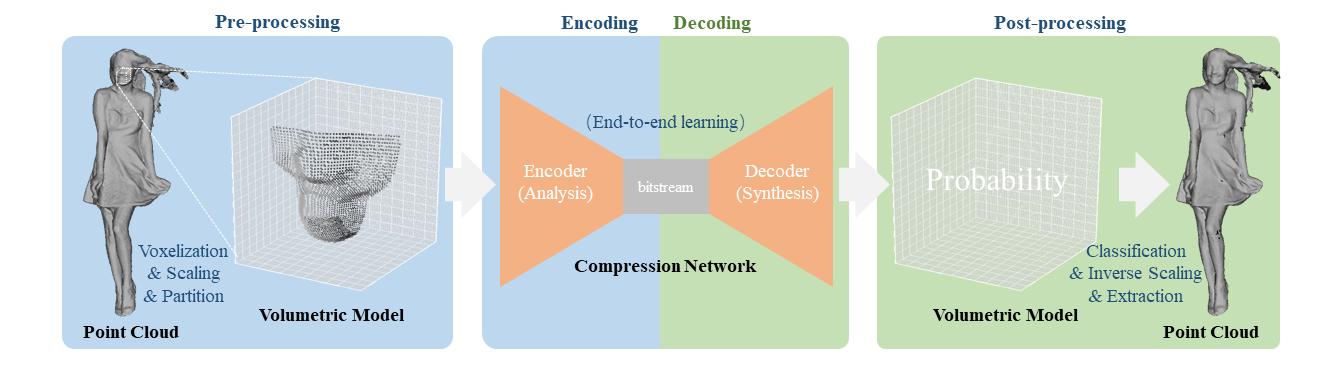 Pre-processing
Encoding
Decoding
Post-processing
Voxelization
& Scaling
& Partition
Point Cloud
Volumetric Model
(End-to-end learning)
Encoder
(Analysis)
bitstream
Decoder
(Synthesis)
Compression Network
Probability
Volumetric Model
Classification
& Inverse Scaling
& Extraction
Point Cloud